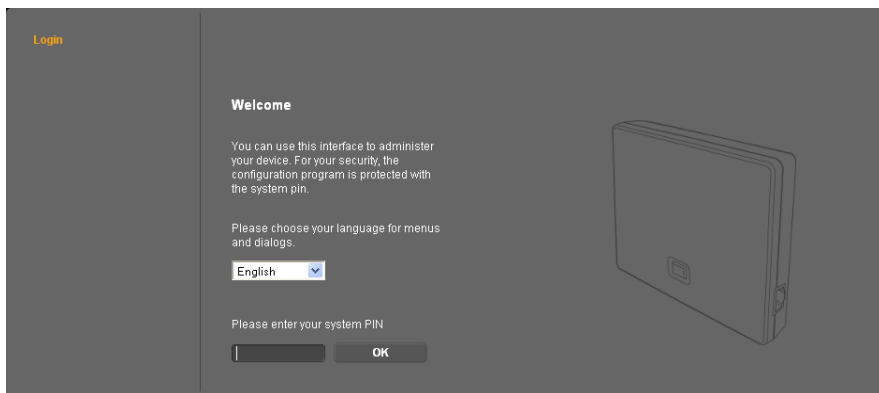 Login
Welcome
You can use this interface to administer
your device. For your security, the
configuration program is protected with
the system pin.
Please choose your language for menus
and dialogs.
English
Please enter your system PIN
OK